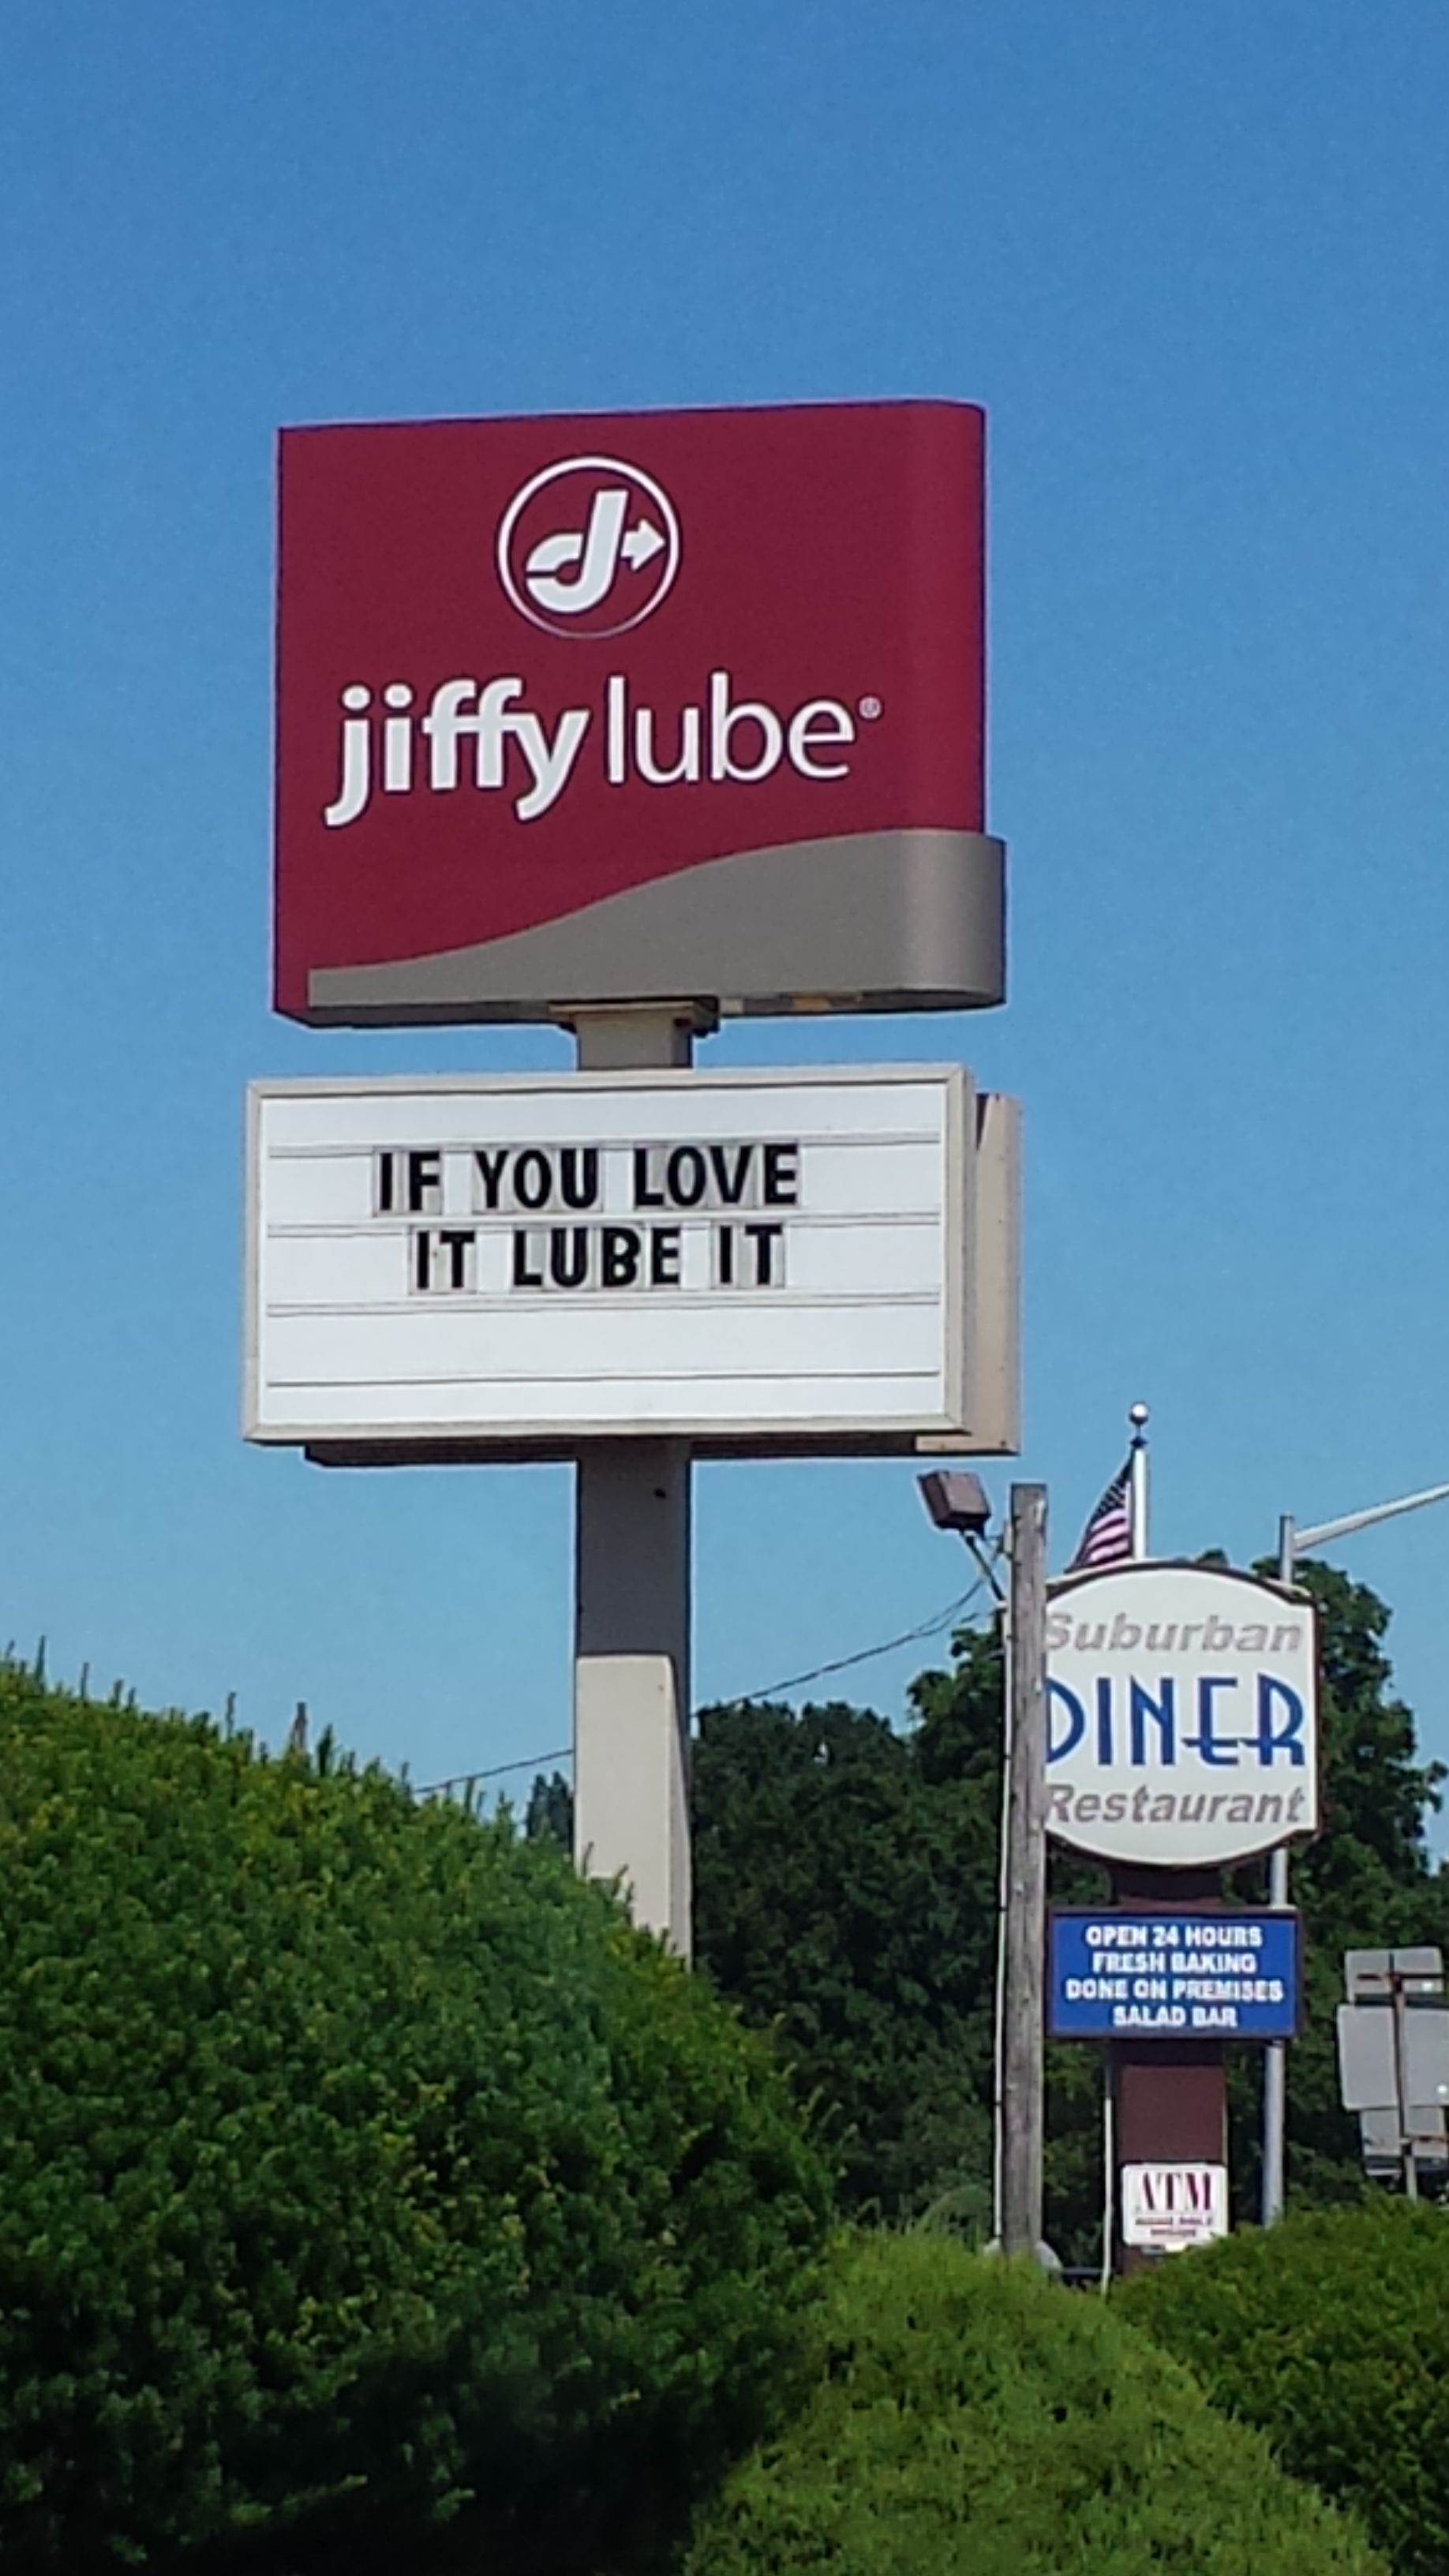 jiffy lube®
IF YOU LOVE
IT LUBE IT
Suburban
DINER
Restaurant
OPEN 24 HOURS
FRESH BAKING
DONE ON PREMISES
SALAD BAR
ATM